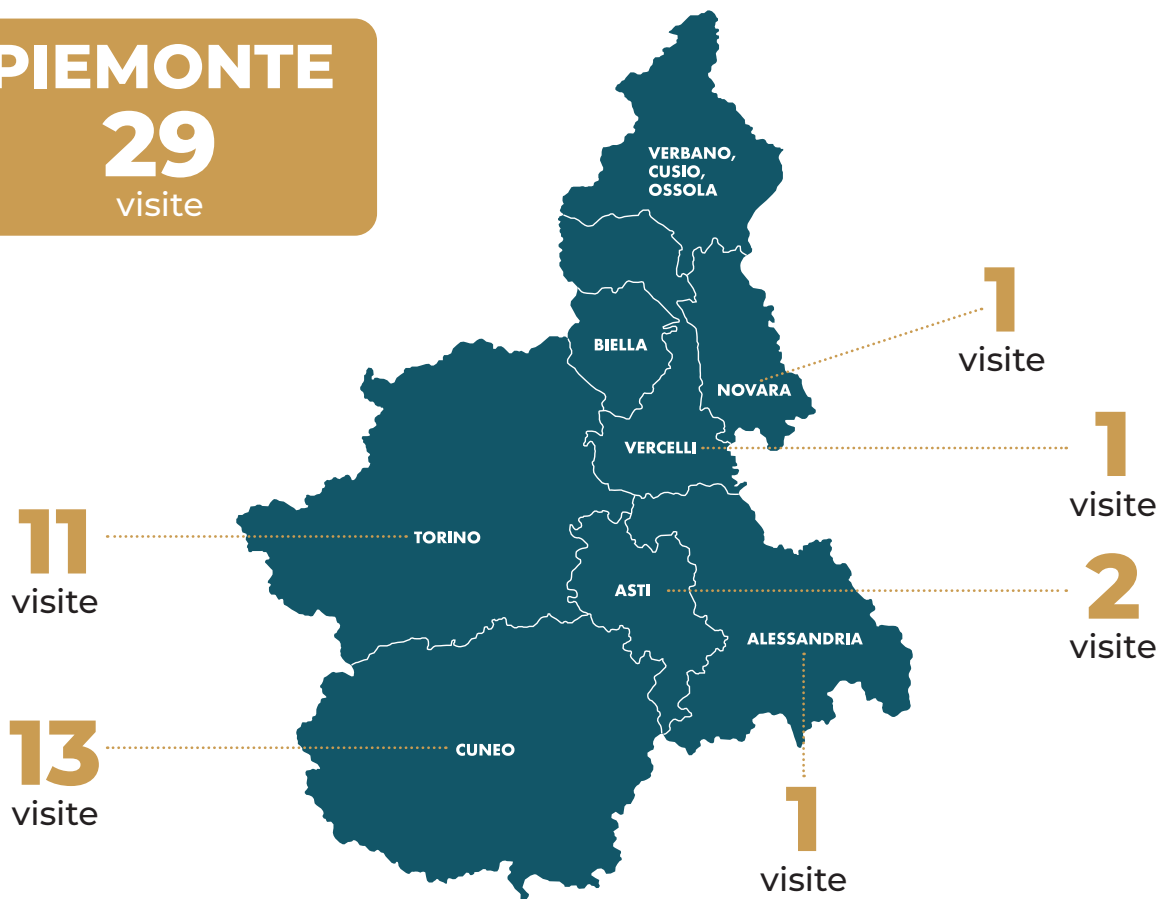 PIEMONTE
29
visite
VERBANO,
CUSIO,
OSSOLA
BIELLA
NOVARA
1
visite
VERCELLI
1
visite
TORINO
11
visite
ASTI
2
visite
ALESSANDRIA
1
visite
CUNEO
13
visite